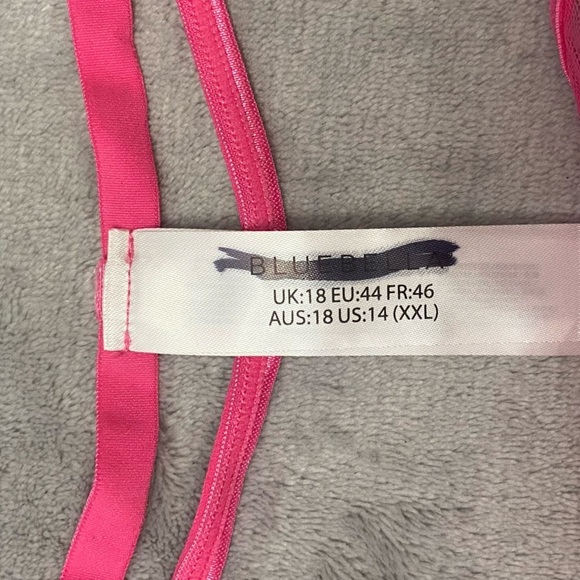 BLUEBELLA
UK:18 EU:44 FR:46
AUS:18 US:14 (XXL)